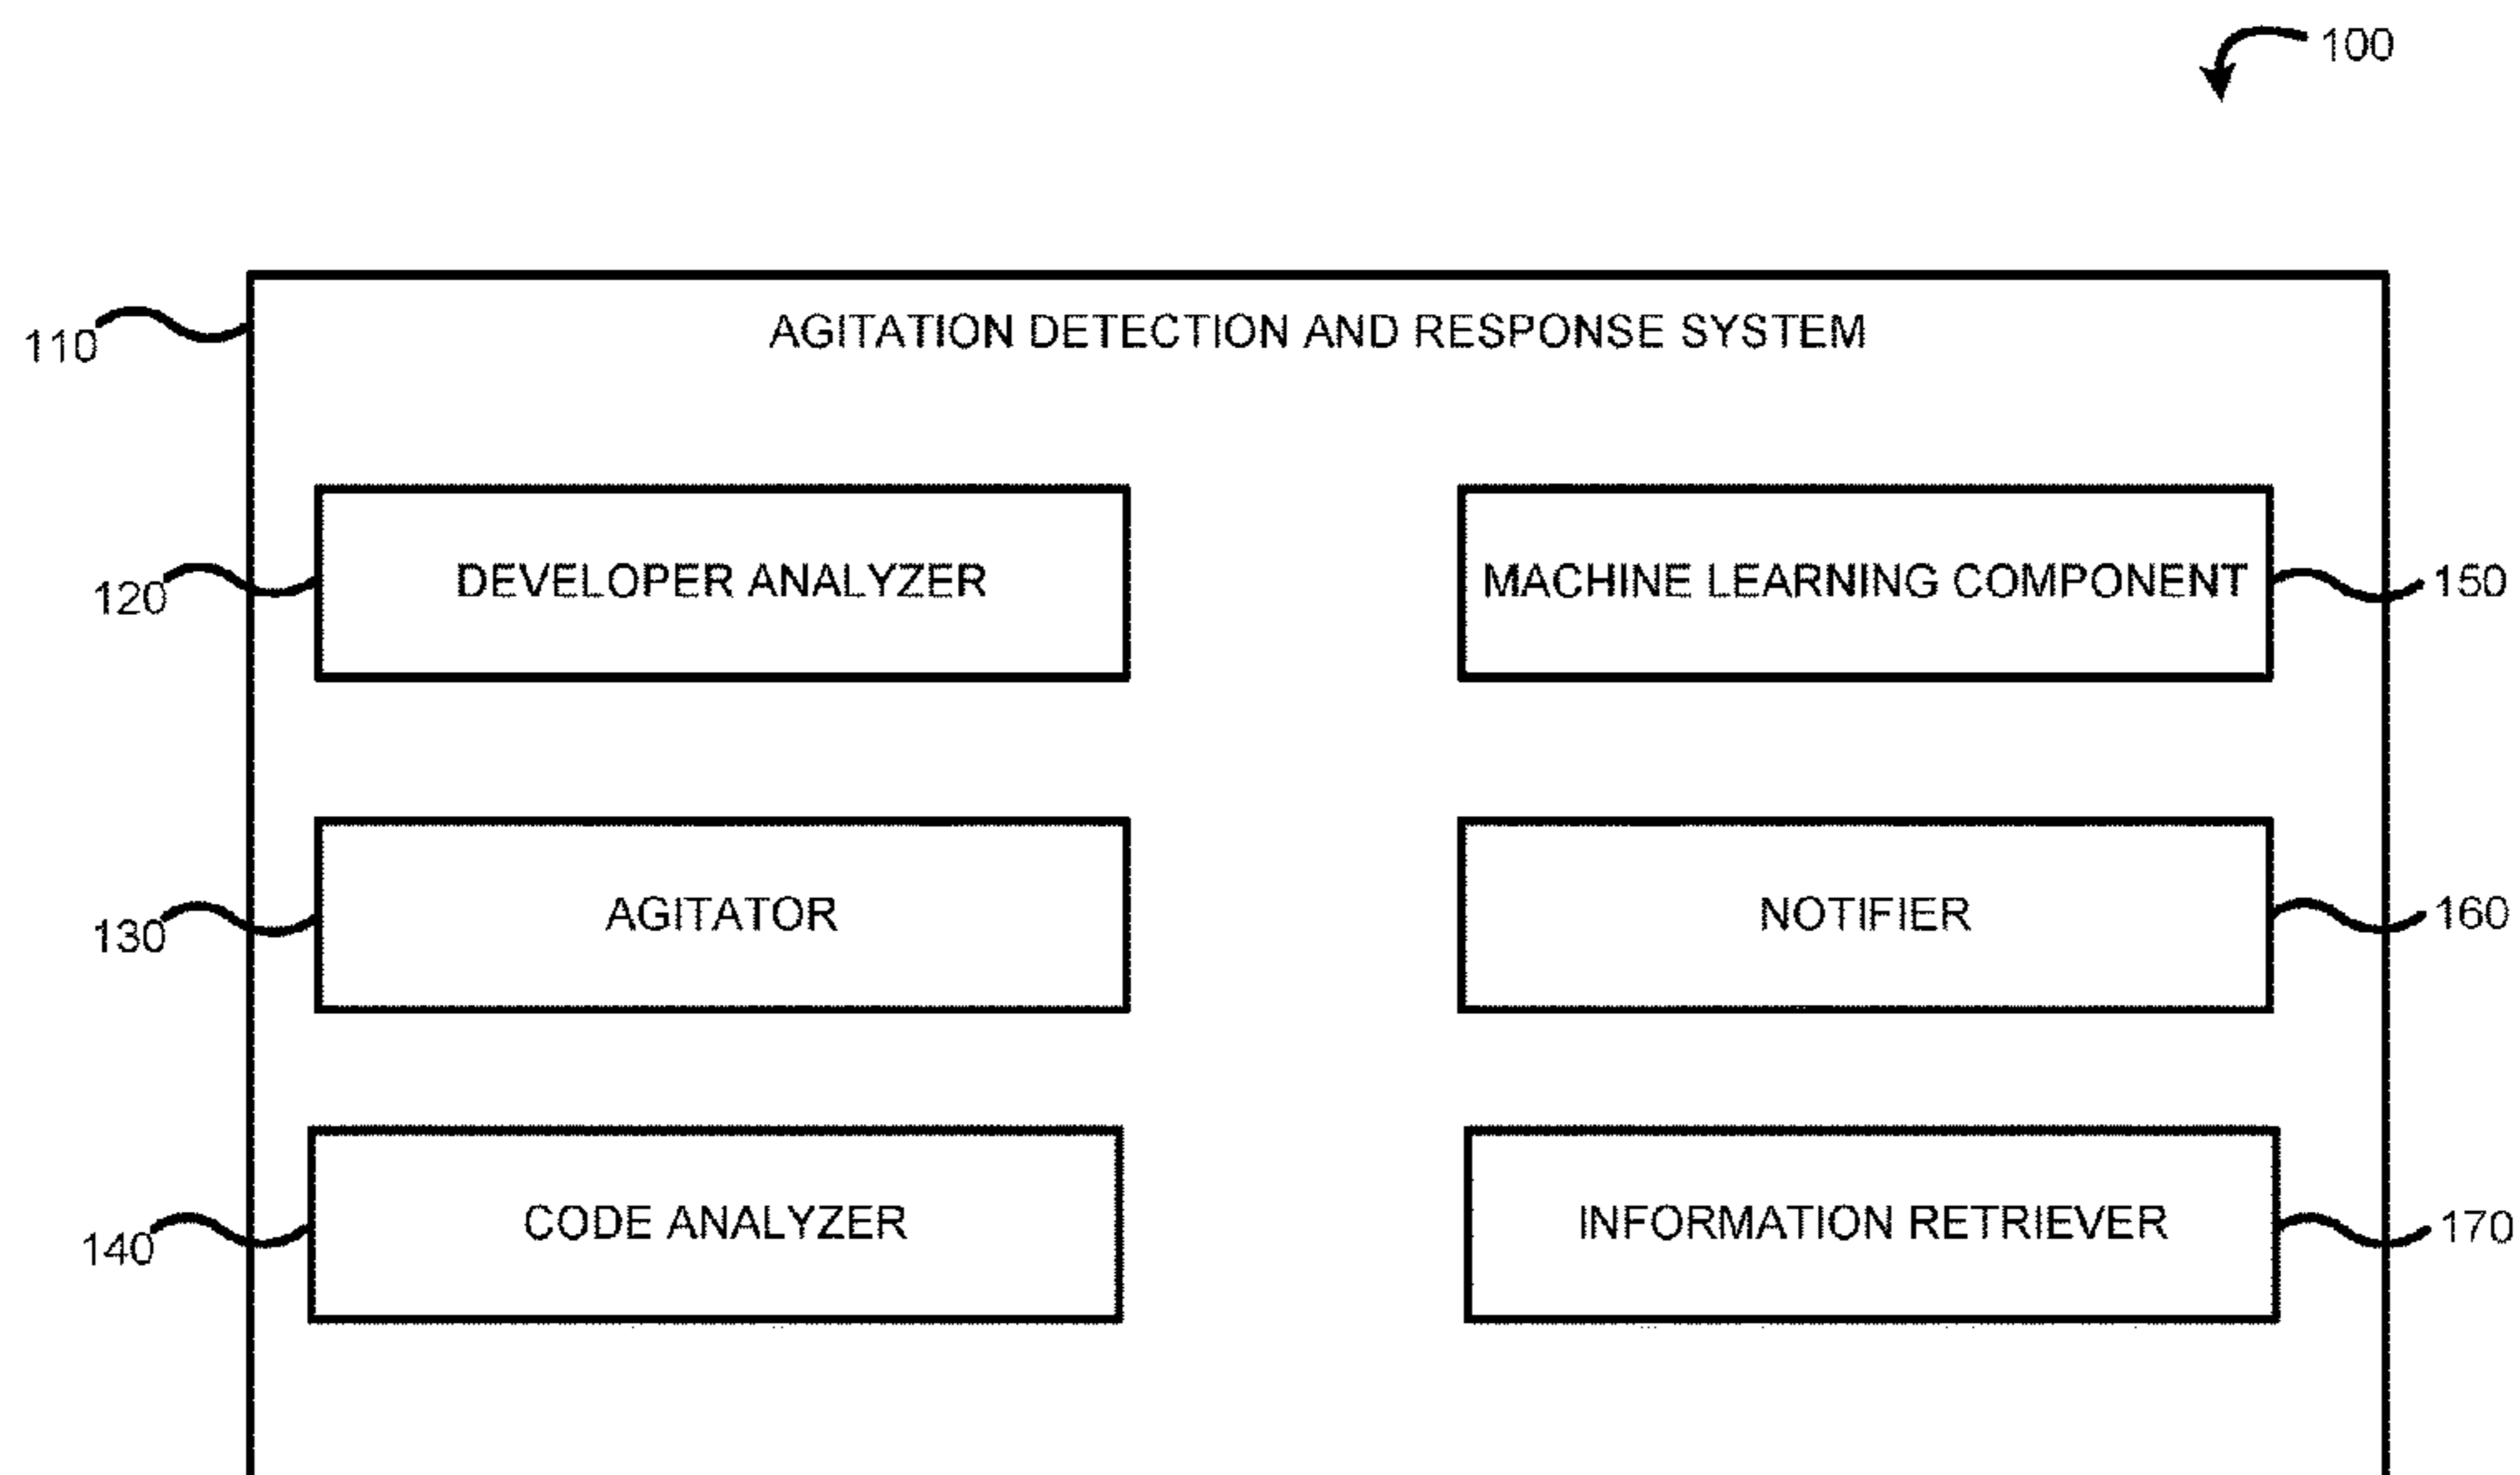 100
110
AGITATION DETECTION AND RESPONSE SYSTEM
120
DEVELOPER ANALYZER
MACHINE LEARNING COMPONENT
150
130
AGITATOR
NOTIFIER
160
140
CODE ANALYZER
INFORMATION RETRIEVER
170